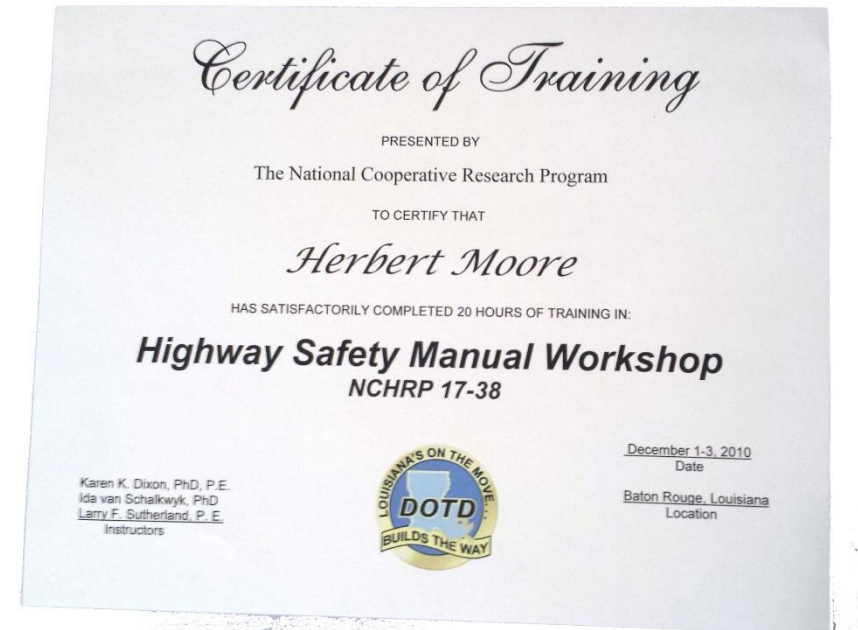 Certificate of Training
PRESENTED BY
The National Cooperative Research Program
TO CERTIFY THAT
Herbert Moore
HAS SATISFACTORILY COMPLETED 20 HOURS OF TRAINING IN:
Highway Safety Manual Workshop
NCHRP 17-38
Karen K. Dixon, PhD, P.E.
Ida van Schalkwyk, PhD
Larry F. Sutherland, P. E.
Instructors
LOUISIANA'S ON THE MOVE...
DOTD
BUILDS THE WAY
December 1-3, 2010
Date
Baton Rouge, Louisiana
Location